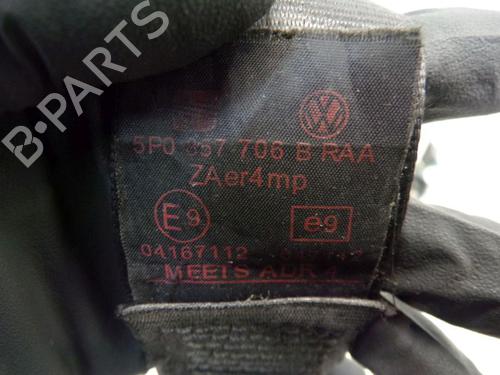 B-PARTS
5P0 857 706 B RAA
ZAer4mp
E9 e9
04167112
MEETS ADR 4